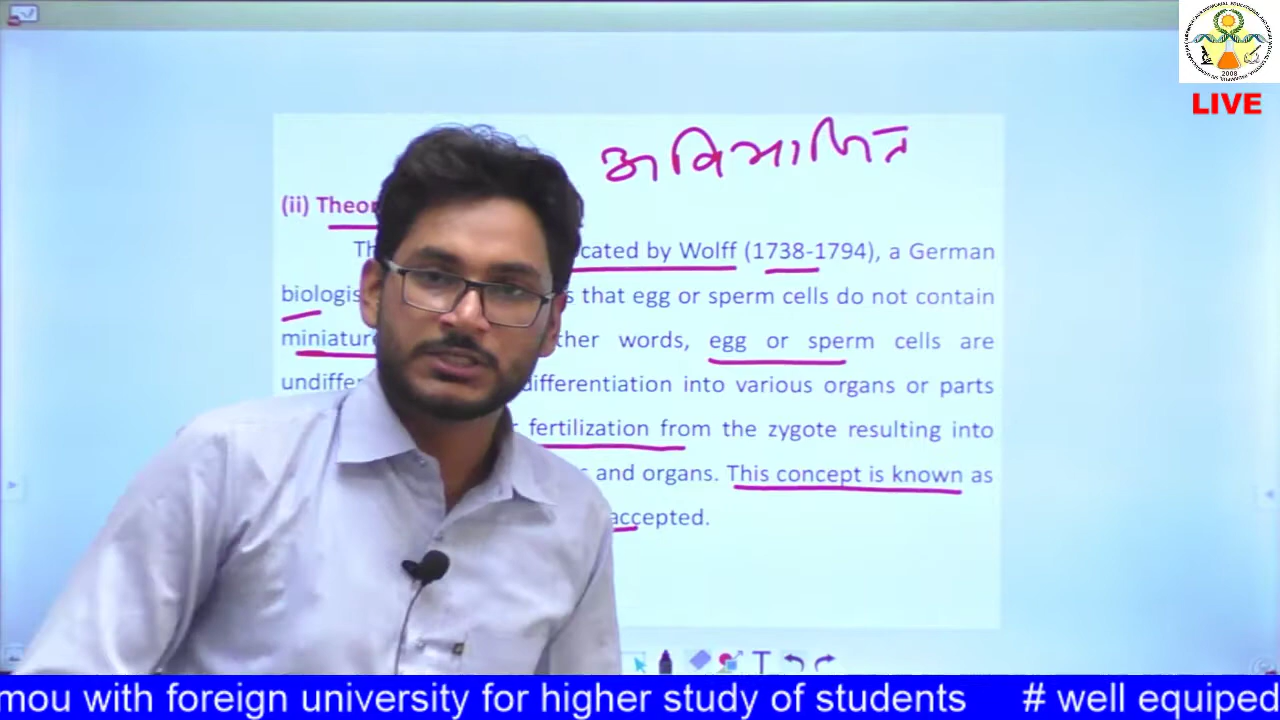 2008
LIVE
अविभाजित
(ii) Theor
Th cated by Wolff (1738-1794), a German
biologis s that egg or sperm cells do not contain
miniatur ther words, egg or sperm cells are
undiffer differentiation into various organs or parts
fertilization from the zygote resulting into
and organs. This concept is known as
accepted.
mou with foreign university for higher study of students # well equiped